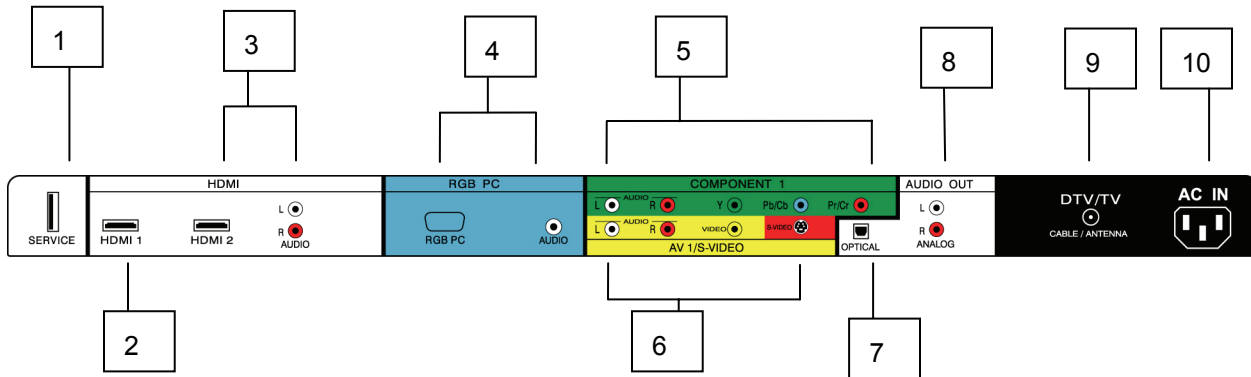 1
3
4
5
8
9
10
HDMI
RGB PC
COMPONENT 1
AUDIO OUT
SERVICE
HDMI 1
HDMI 2
L
R
AUDIO
RGB PC
AUDIO
L AUDIO R Y Pb/Cb Pr/Cr
L AUDIO R VIDEO S-VIDEO
AV 1/S-VIDEO
OPTICAL
L
R
ANALOG
DTV/TV
CABLE / ANTENNA
AC IN
2
6
7